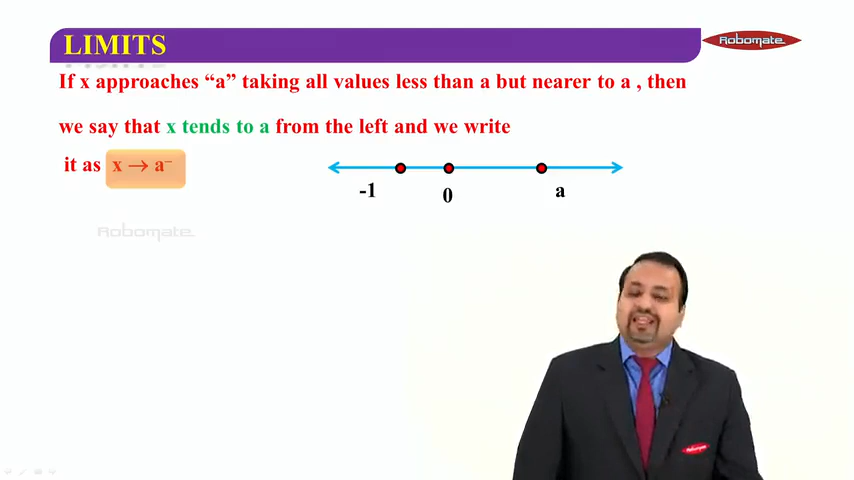 LIMITS
Robomate
If x approaches “a” taking all values less than a but nearer to a , then
we say that x tends to a from the left and we write
it as x → a⁻
-1 0 a
Robomate
Robomate